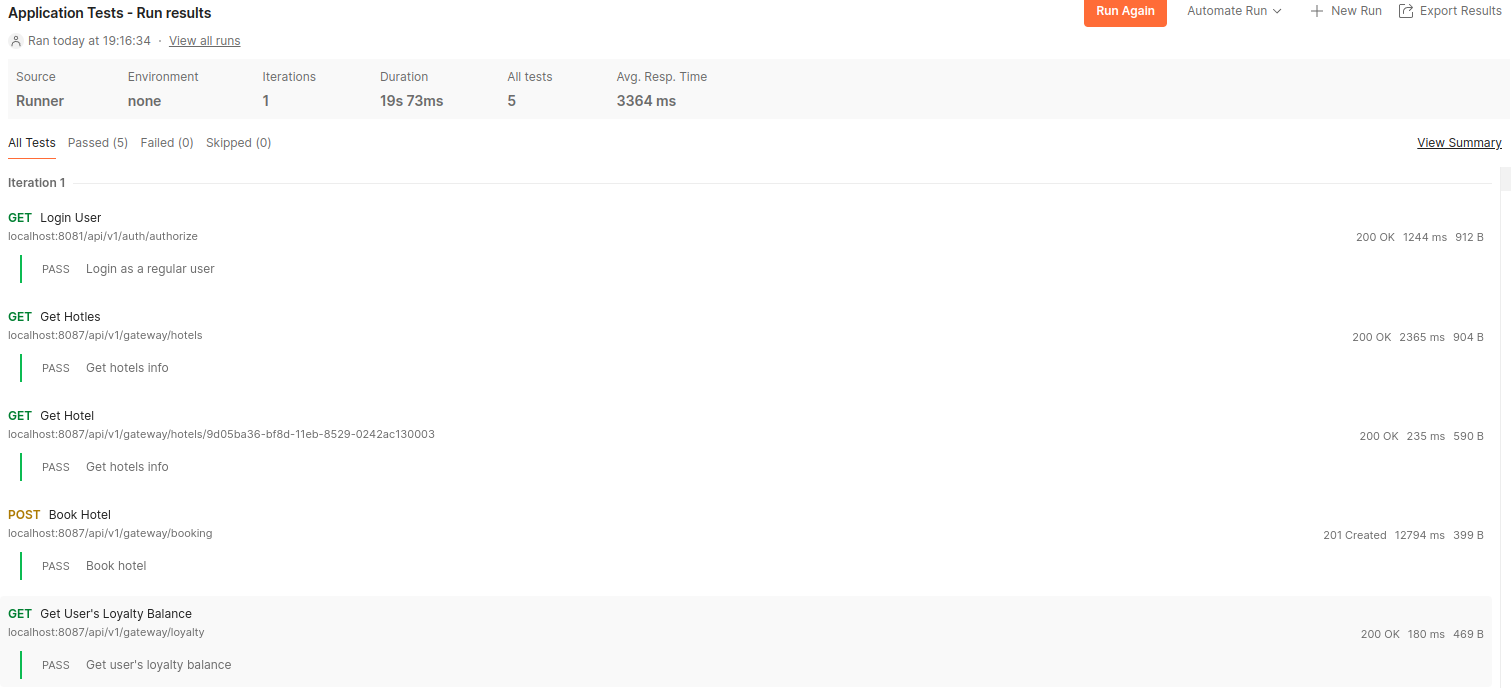 Application Tests - Run results
Run Again Automate Run New Run Export Results
Ran today at 19:16:34 · View all runs
Source Environment Iterations Duration All tests Avg. Resp. Time
Runner none 1 19s 73ms 5 3364 ms
All Tests Passed (5) Failed (0) Skipped (0) View Summary
Iteration 1
GET Login User
localhost:8081/api/v1/auth/authorize 200 OK 1244 ms 912 B
PASS Login as a regular user
GET Get Hotles
localhost:8087/api/v1/gateway/hotels 200 OK 2365 ms 904 B
PASS Get hotels info
GET Get Hotel
localhost:8087/api/v1/gateway/hotels/9d05ba36-bf8d-11eb-8529-0242ac130003 200 OK 235 ms 590 B
PASS Get hotels info
POST Book Hotel
localhost:8087/api/v1/gateway/booking 201 Created 12794 ms 399 B
PASS Book hotel
GET Get User's Loyalty Balance
localhost:8087/api/v1/gateway/loyalty 200 OK 180 ms 469 B
PASS Get user's loyalty balance